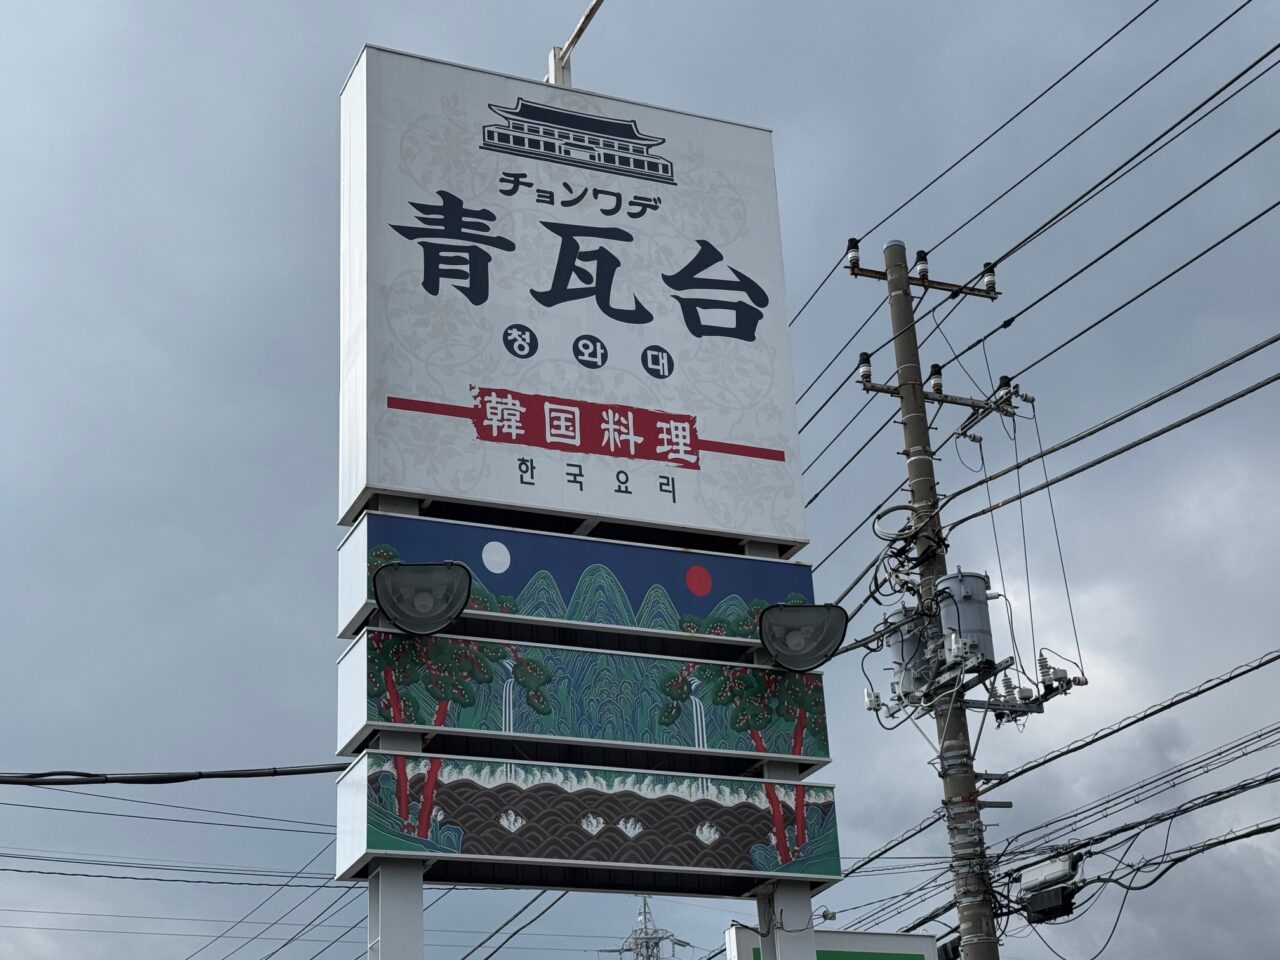 チョンワデ
青瓦台
청와대
韓国料理
한국요리